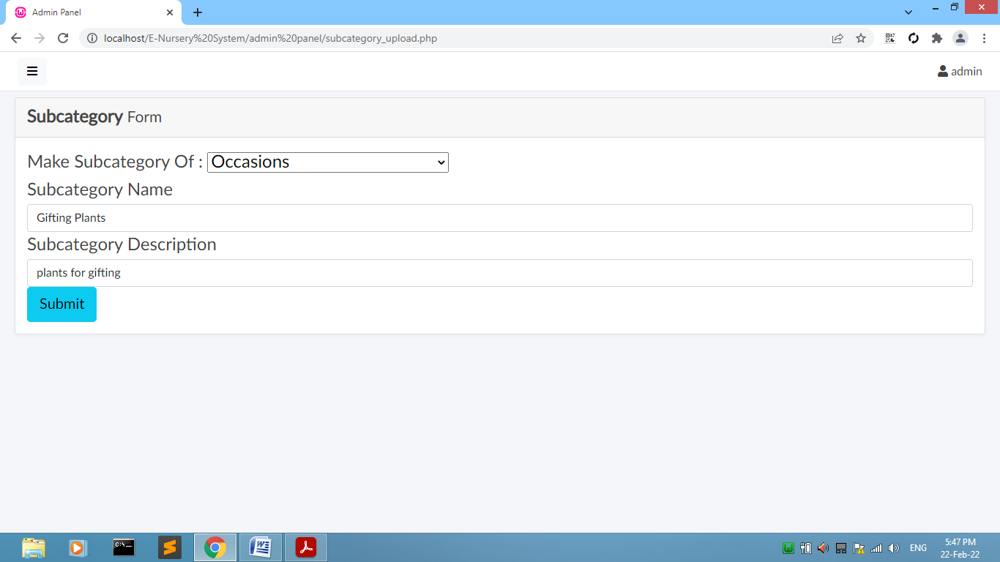 Admin Panel
localhost/E-Nursery%20System/admin%20panel/subcategory_upload.php
admin
Subcategory Form
Make Subcategory Of : Occasions
Subcategory Name
Gifting Plants
Subcategory Description
plants for gifting
Submit
ENG
5:47 PM
22-Feb-22